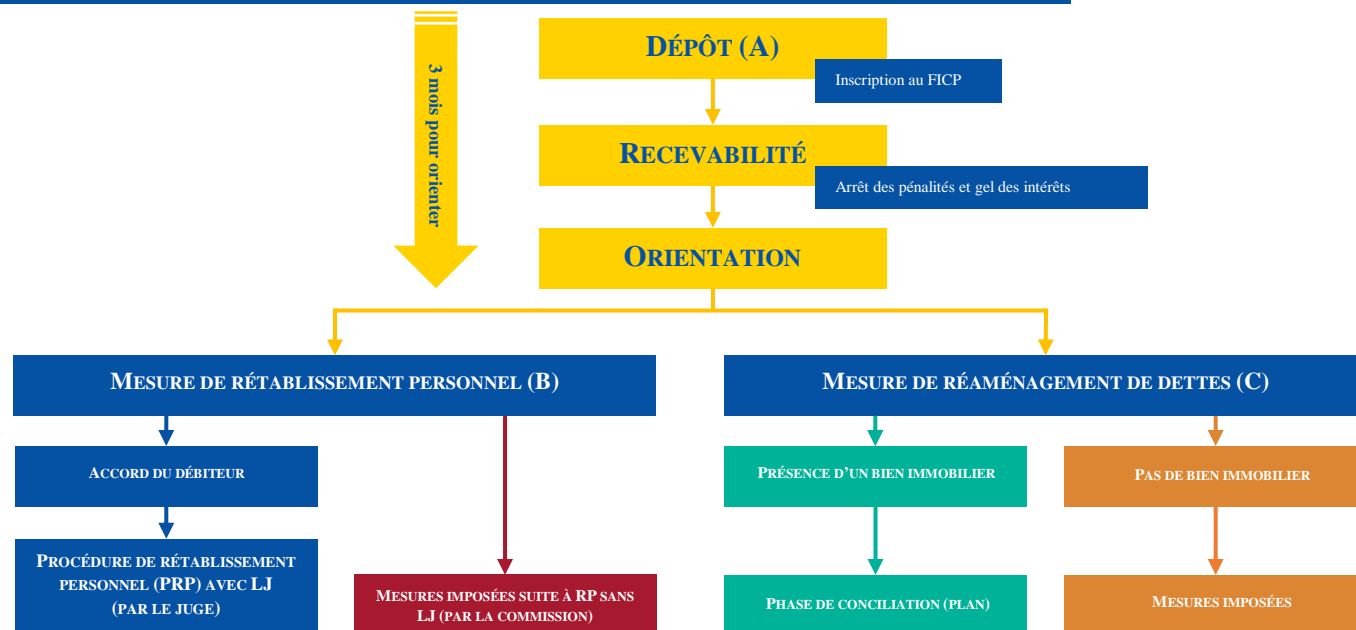 DÉPÔT (A)
Inscription au FICP
3 mois pour orienter
RECEVABILITÉ
Arrêt des pénalités et gel des intérêts
ORIENTATION
MESURE DE RÉTABLISSEMENT PERSONNEL (B)
MESURE DE RÉAMÉNAGEMENT DE DETTES (C)
ACCORD DU DÉBITEUR
PRÉSENCE D’UN BIEN IMMOBILIER
PAS DE BIEN IMMOBILIER
PROCÉDURE DE RÉTABLISSEMENT
PERSONNEL (PRP) AVEC LJ
(PAR LE JUGE)
MESURES IMPOSÉES SUITE À RP SANS
LJ (PAR LA COMMISSION)
PHASE DE CONCILIATION (PLAN)
MESURES IMPOSÉES